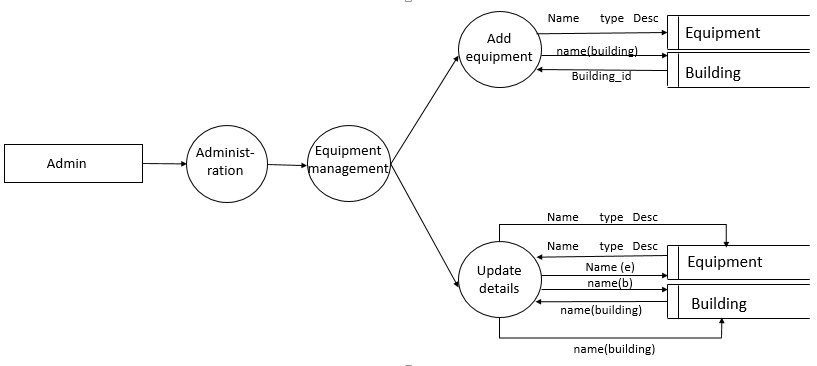 Name type Desc
Add
equipment
Equipment
name(building)
Building
Building_id
Admin
Administ-
ration
Equipment
management
Name type Desc
Name type Desc
Update
details
Equipment
Name (e)
name(b)
Building
name(building)
name(building)